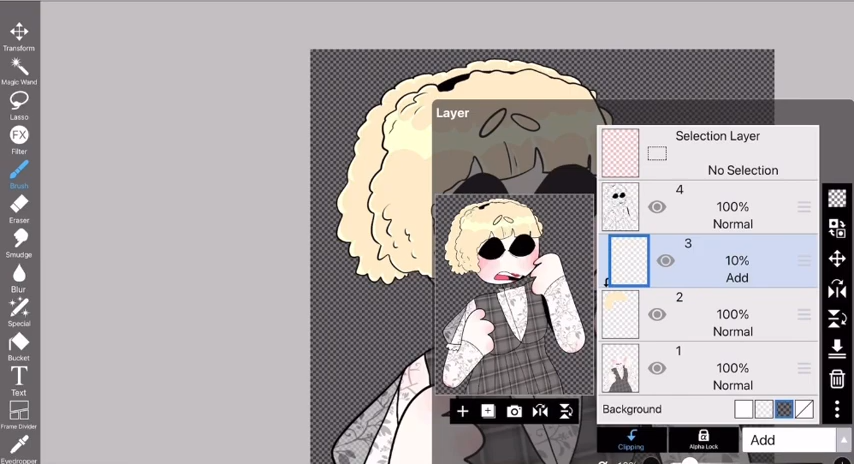 Transform
Magic Wand
Lasso
FX
Filter
Brush
Eraser
Smudge
Blur
Special
Bucket
T
Text
Frame Divider
Eyedropper
Layer
Selection Layer
No Selection
4
100%
Normal
3
10%
Add
2
100%
Normal
1
100%
Normal
Background
Clipping
Alpha Lock
Add